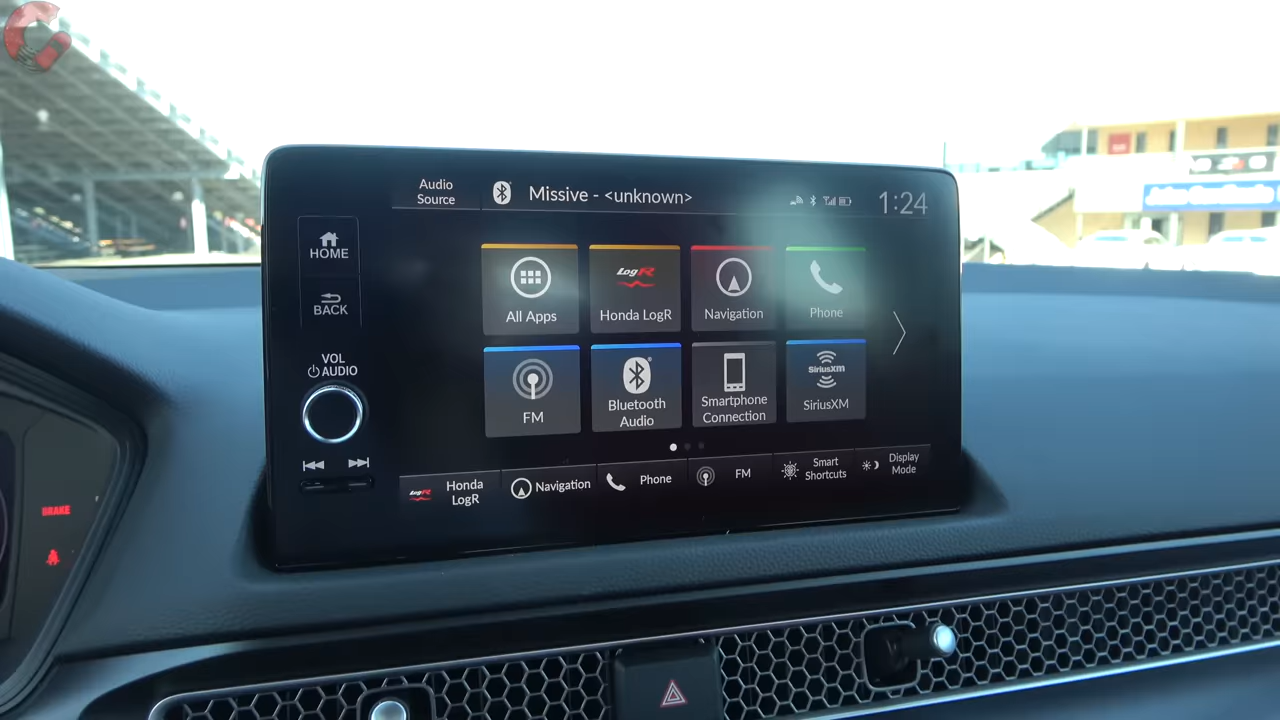 Audio
Source
Missive - <unknown>
1:24
HOME
BACK
VOL
AUDIO
All Apps
LogR
Honda LogR
Navigation
Phone
FM
Bluetooth
Audio
Smartphone
Connection
SiriusXM
SiriusXM
LogR
Honda
LogR
Navigation
Phone
FM
Smart
Shortcuts
Display
Mode
BRAKE